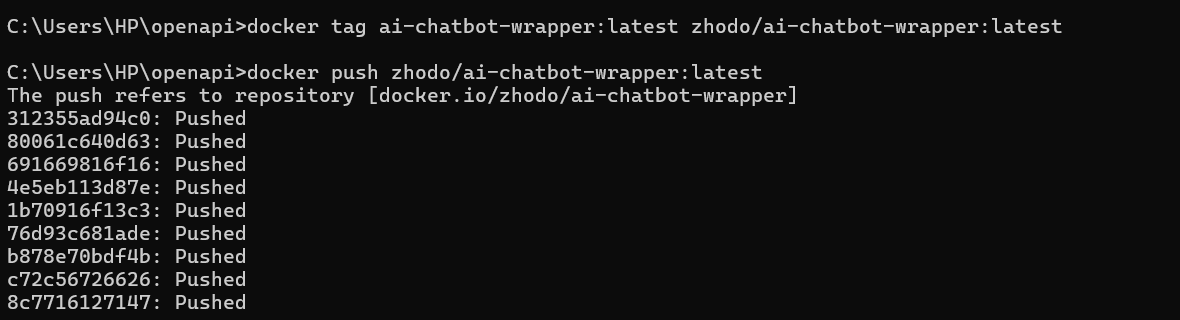 C:\Users\HP\openapi>docker tag ai-chatbot-wrapper:latest zhodo/ai-chatbot-wrapper:latest
C:\Users\HP\openapi>docker push zhodo/ai-chatbot-wrapper:latest
The push refers to repository [docker.io/zhodo/ai-chatbot-wrapper]
312355ad94c0: Pushed
80061c640d63: Pushed
691669816f16: Pushed
4e5eb113d87e: Pushed
1b70916f13c3: Pushed
76d93c681ade: Pushed
b878e70bdf4b: Pushed
c72c56726626: Pushed
8c7716127147: Pushed